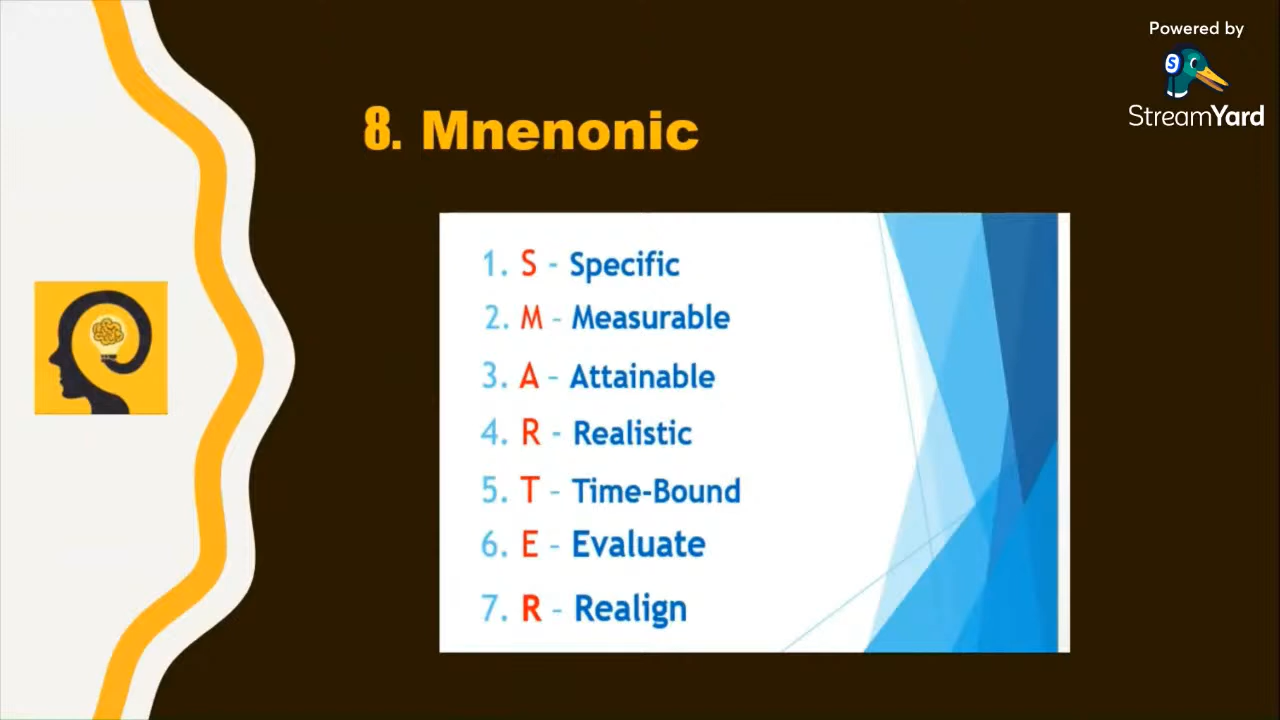 Powered by
StreamYard
8. Mnenonic
1. S - Specific
2. M - Measurable
3. A - Attainable
4. R - Realistic
5. T - Time-Bound
6. E - Evaluate
7. R - Realign